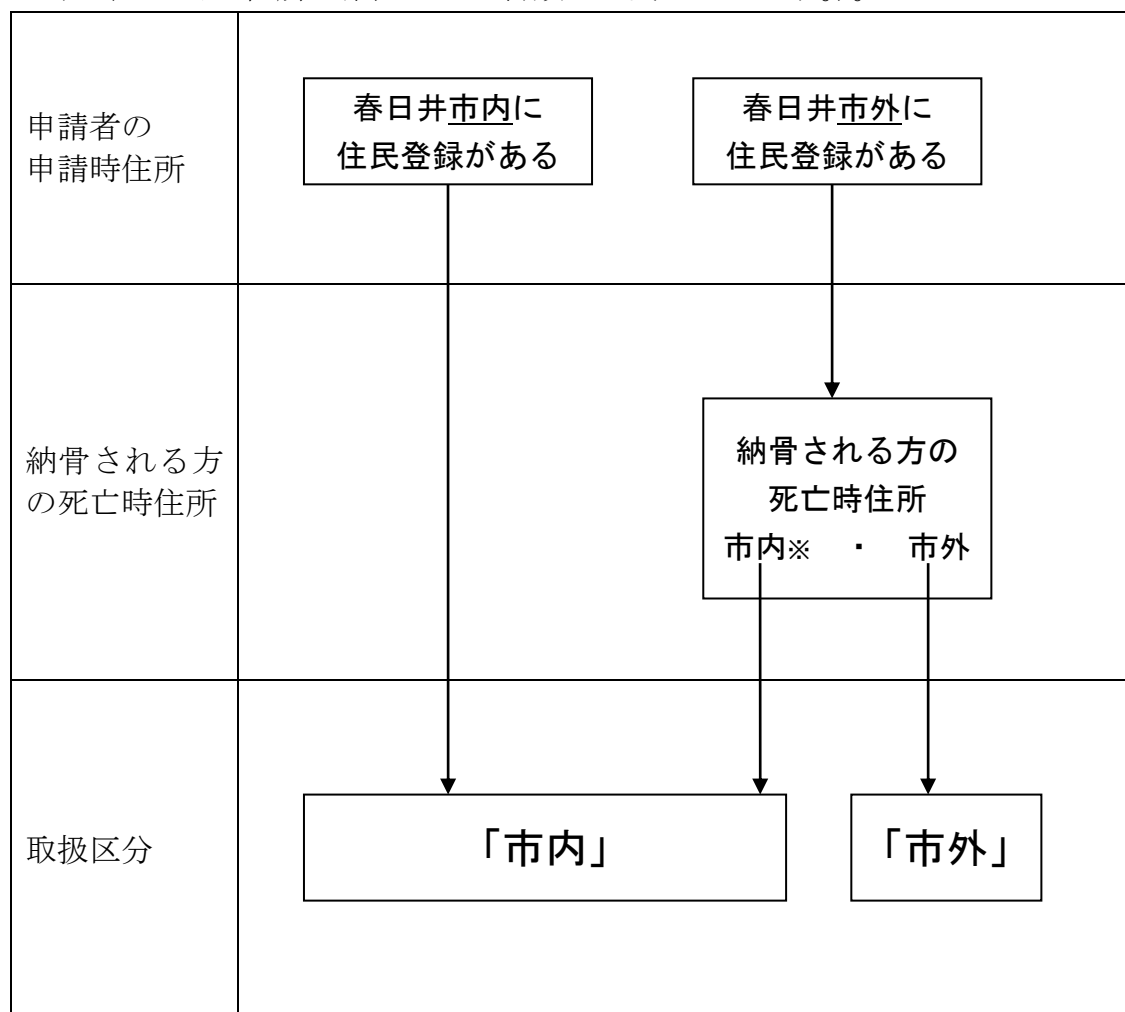 申請者の
申請時住所
春日井市内に
住民登録がある
春日井市外に
住民登録がある
納骨される方
の死亡時住所
納骨される方の
死亡時住所
市内※ ・ 市外
取扱区分
「市内」
「市外」